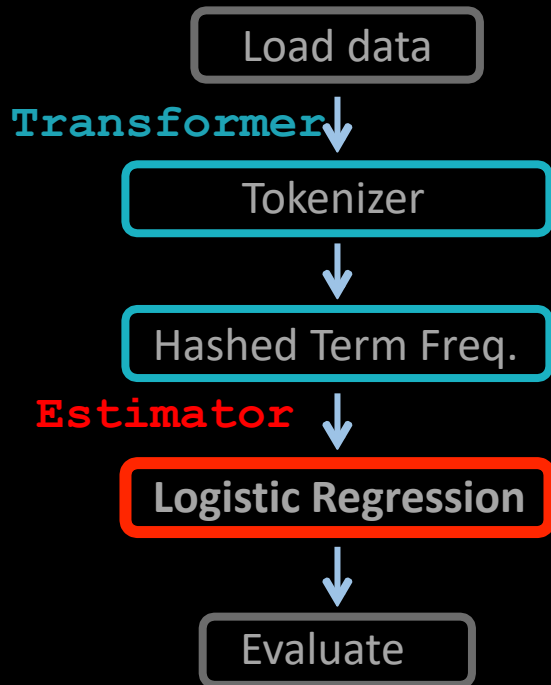 Load data
Transformer
Tokenizer
Hashed Term Freq.
Estimator
Logistic Regression
Evaluate